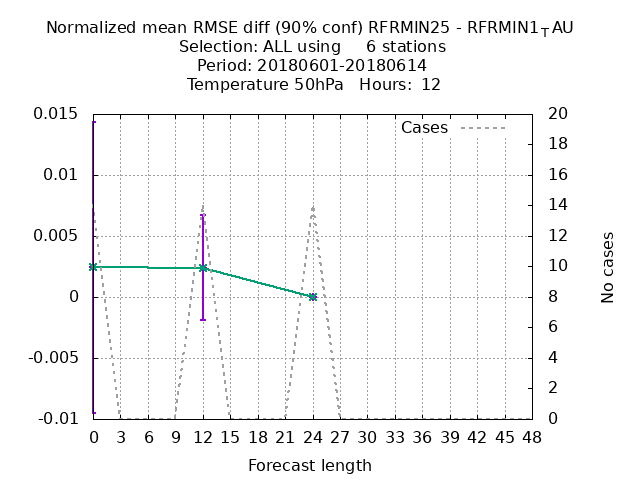 Normalized mean RMSE diff (90% conf) RFRMIN25 - RFRMIN1TAU
Selection: ALL using     6 stations
Period: 20180601-20180614
Temperature 50hPa   Hours:  12
Cases
0.015
0.01
0.005
0
-0.005
-0.01
20
18
16
14
12
10
8
6
4
2
0
No cases
0 3 6 9 12 15 18 21 24 27 30 33 36 39 42 45 48
Forecast length